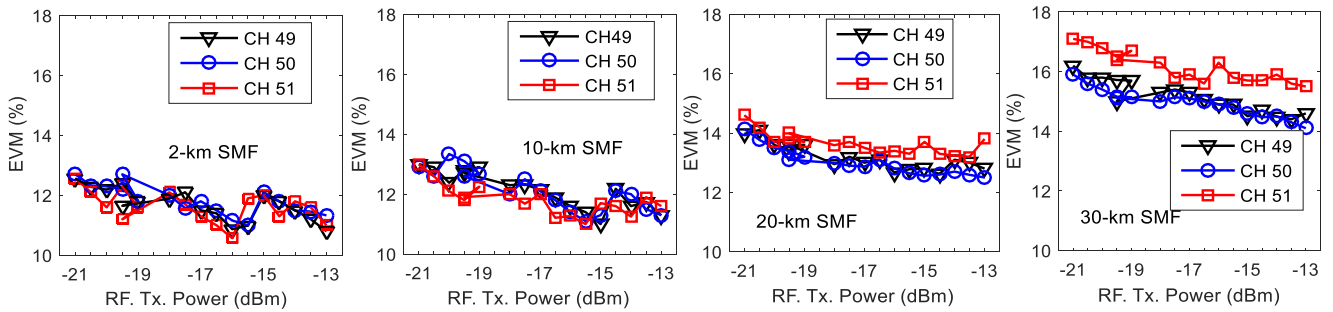 18
16
14
12
10
EVM (%)
CH 49
CH 50
CH 51
2-km SMF
-21 -19 -17 -15 -13
RF. Tx. Power (dBm)
18
16
14
12
10
EVM (%)
CH49
CH 50
CH 51
10-km SMF
-21 -19 -17 -15 -13
RF. Tx. Power (dBm)
18
16
14
12
10
EVM (%)
CH 49
CH 50
CH 51
20-km SMF
-21 -19 -17 -15 -13
RF. Tx. Power (dBm)
18
16
14
12
10
EVM (%)
CH 49
CH 50
CH 51
30-km SMF
-21 -19 -17 -15 -13
RF. Tx. Power (dBm)